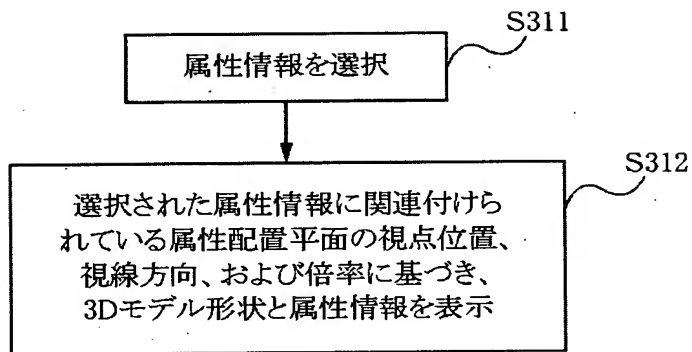 S311
属性情報を選択
S312
選択された属性情報に関連付けら
れている属性配置平面の視点位置、
視線方向、および倍率に基づき、
3Dモデル形状と属性情報を表示